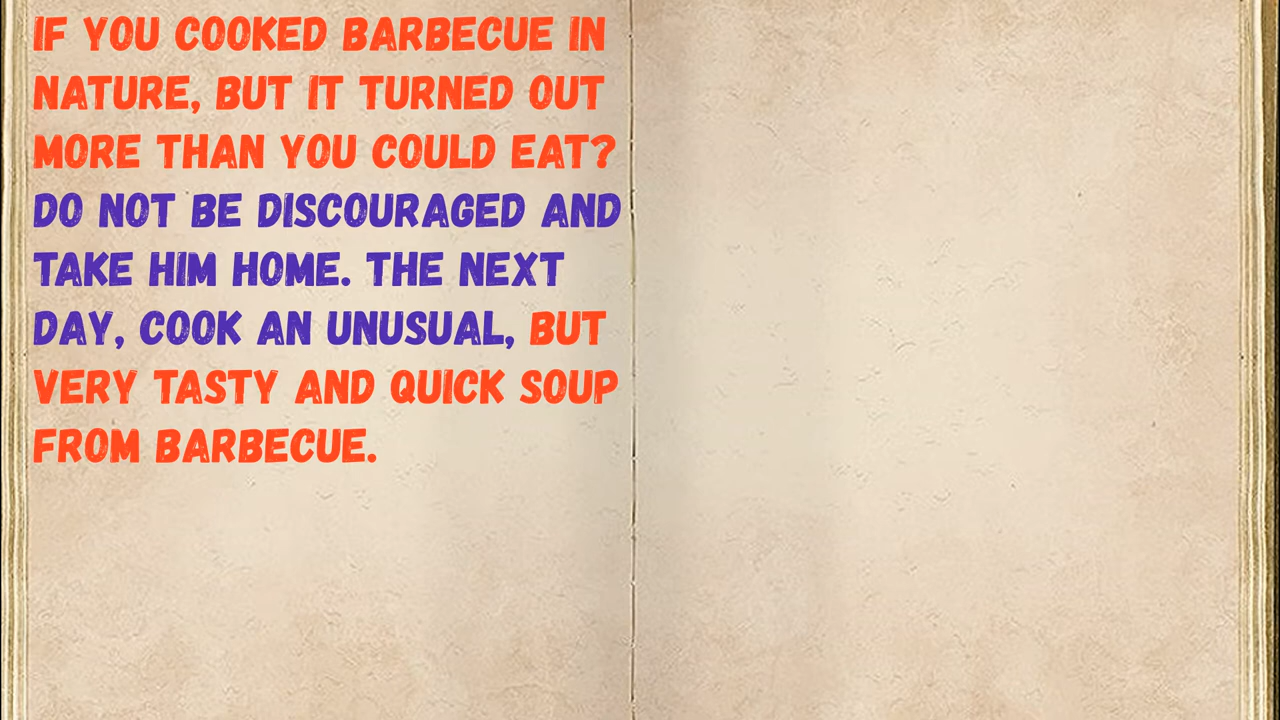 IF YOU COOKED BARBECUE IN
NATURE, BUT IT TURNED OUT
MORE THAN YOU COULD EAT?
DO NOT BE DISCOURAGED AND
TAKE HIM HOME. THE NEXT
DAY, COOK AN UNUSUAL, BUT
VERY TASTY AND QUICK SOUP
FROM BARBECUE.